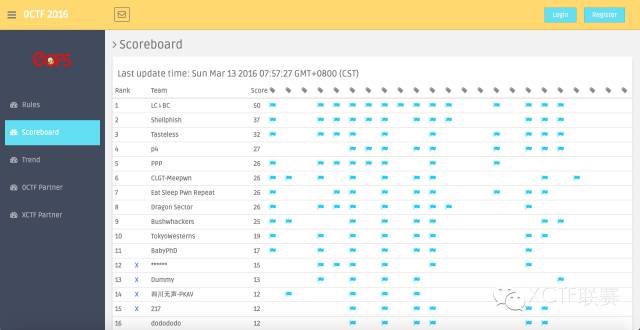 0CTF 2016
Login
Register
0ops
Scoreboard
Rules
Scoreboard
Trend
0CTF Partner
XCTF Partner
Last update time: Sun Mar 13 2016 07:57:27 GMT+0800 (CST)
Rank Team Score
1 LC↯BC 50
2 Shellphish 37
3 Tasteless 32
4 p4 27
5 PPP 26
6 CLGT-Meepwn 26
7 Eat Sleep Pwn Repeat 26
8 Dragon Sector 26
9 Bushwhackers 25
10 TokyoWesterns 19
11 BabyPhD 17
12 X ****** 15
13 Dummy 13
14 X 四川无声-PKAV 12
15 X 217 12
16 dodododo 12
XCTF联赛